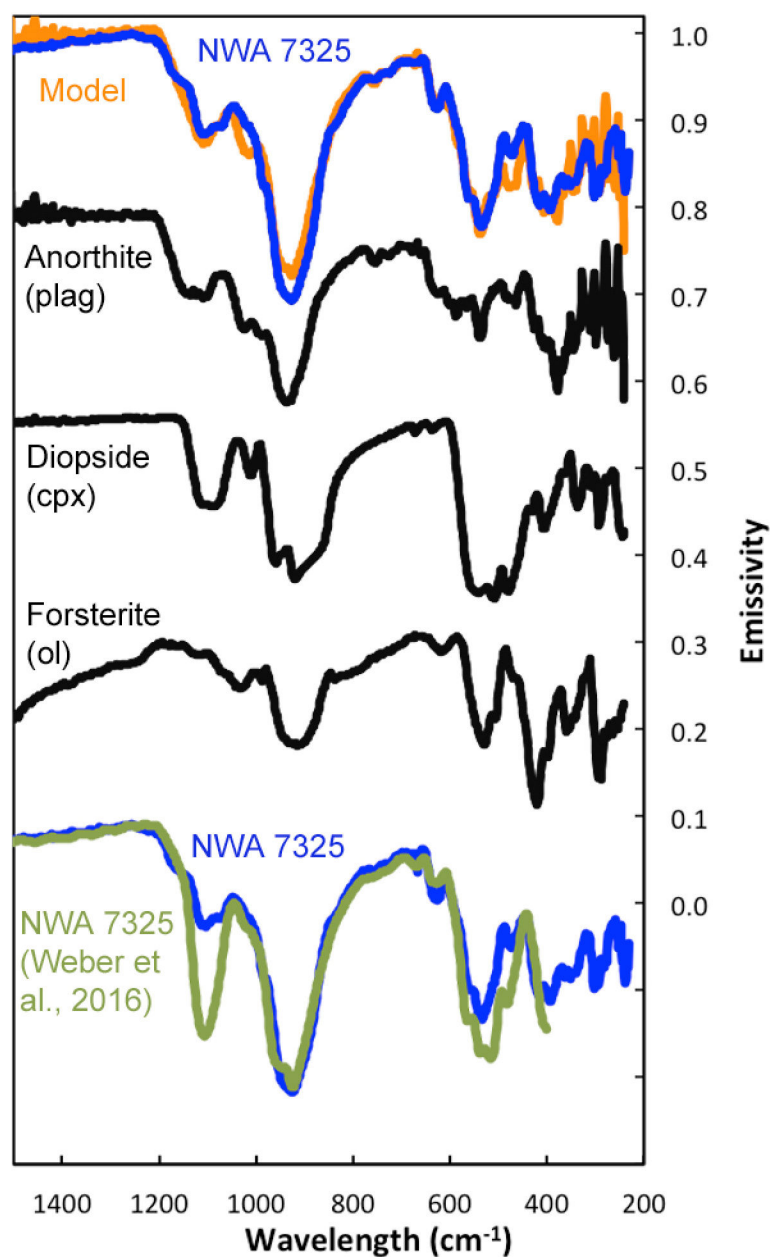 NWA 7325
Model
Anorthite
(plag)
Diopside
(cpx)
Forsterite
(ol)
NWA 7325
NWA 7325
(Weber et
al., 2016)
1.0
0.9
0.8
0.7
0.6
0.5
0.4
0.3
0.2
0.1
0.0
Emissivity
1400 1200 1000 800 600 400 200
Wavelength (cm⁻¹)